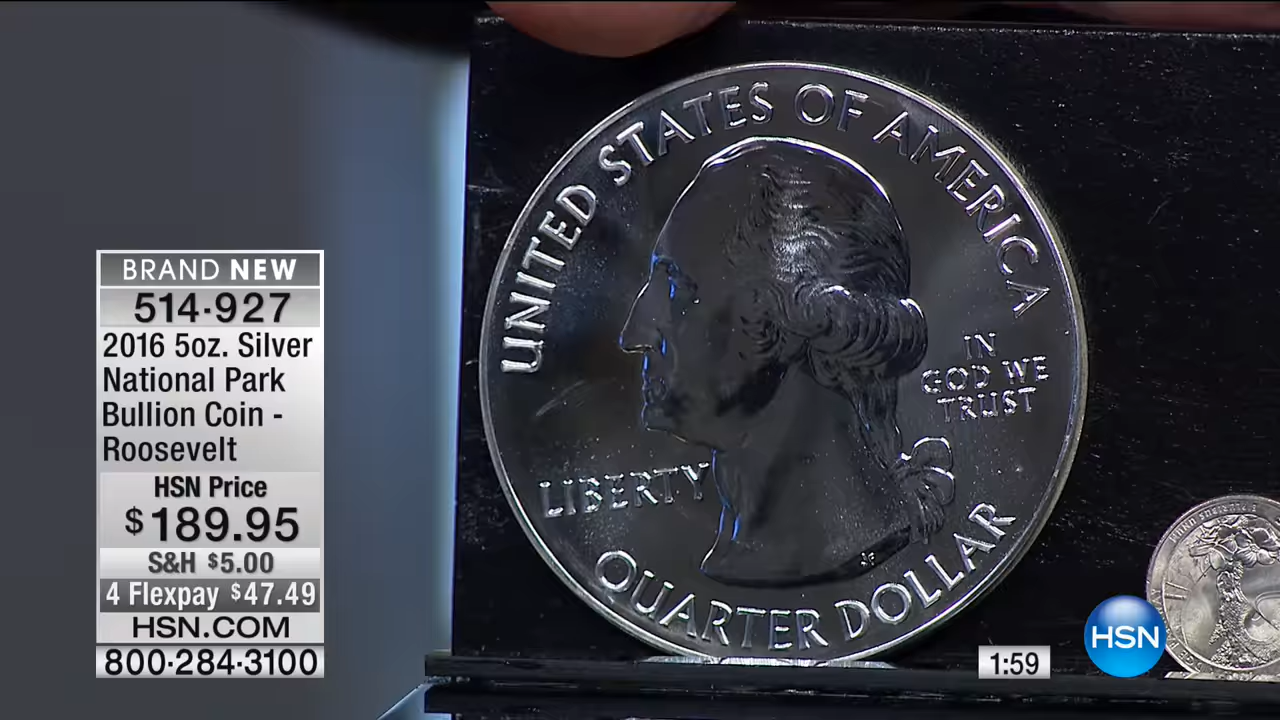 BRAND NEW
514-927
2016 5oz. Silver
National Park
Bullion Coin -
Roosevelt
HSN Price
$189.95
S&H $5.00
4 Flexpay $47.49
HSN.COM
800-284-3100
UNITED STATES OF AMERICA
IN
GOD WE
TRUST
LIBERTY
QUARTER DOLLAR
1:59
HSN